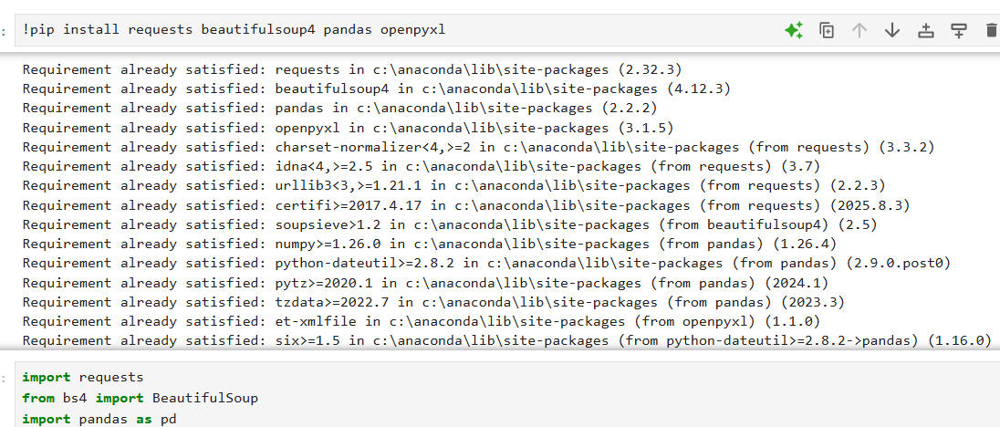 : !pip install requests beautifulsoup4 pandas openpyxl
Requirement already satisfied: requests in c:\anaconda\lib\site-packages (2.32.3)
Requirement already satisfied: beautifulsoup4 in c:\anaconda\lib\site-packages (4.12.3)
Requirement already satisfied: pandas in c:\anaconda\lib\site-packages (2.2.2)
Requirement already satisfied: openpyxl in c:\anaconda\lib\site-packages (3.1.5)
Requirement already satisfied: charset-normalizer<4,>=2 in c:\anaconda\lib\site-packages (from requests) (3.3.2)
Requirement already satisfied: idna<4,>=2.5 in c:\anaconda\lib\site-packages (from requests) (3.7)
Requirement already satisfied: urllib3<3,>=1.21.1 in c:\anaconda\lib\site-packages (from requests) (2.2.3)
Requirement already satisfied: certifi>=2017.4.17 in c:\anaconda\lib\site-packages (from requests) (2025.8.3)
Requirement already satisfied: soupsieve>1.2 in c:\anaconda\lib\site-packages (from beautifulsoup4) (2.5)
Requirement already satisfied: numpy>=1.26.0 in c:\anaconda\lib\site-packages (from pandas) (1.26.4)
Requirement already satisfied: python-dateutil>=2.8.2 in c:\anaconda\lib\site-packages (from pandas) (2.9.0.post0)
Requirement already satisfied: pytz>=2020.1 in c:\anaconda\lib\site-packages (from pandas) (2024.1)
Requirement already satisfied: tzdata>=2022.7 in c:\anaconda\lib\site-packages (from pandas) (2023.3)
Requirement already satisfied: et-xmlfile in c:\anaconda\lib\site-packages (from openpyxl) (1.1.0)
Requirement already satisfied: six>=1.5 in c:\anaconda\lib\site-packages (from python-dateutil>=2.8.2->pandas) (1.16.0)
: import requests
from bs4 import BeautifulSoup
import pandas as pd